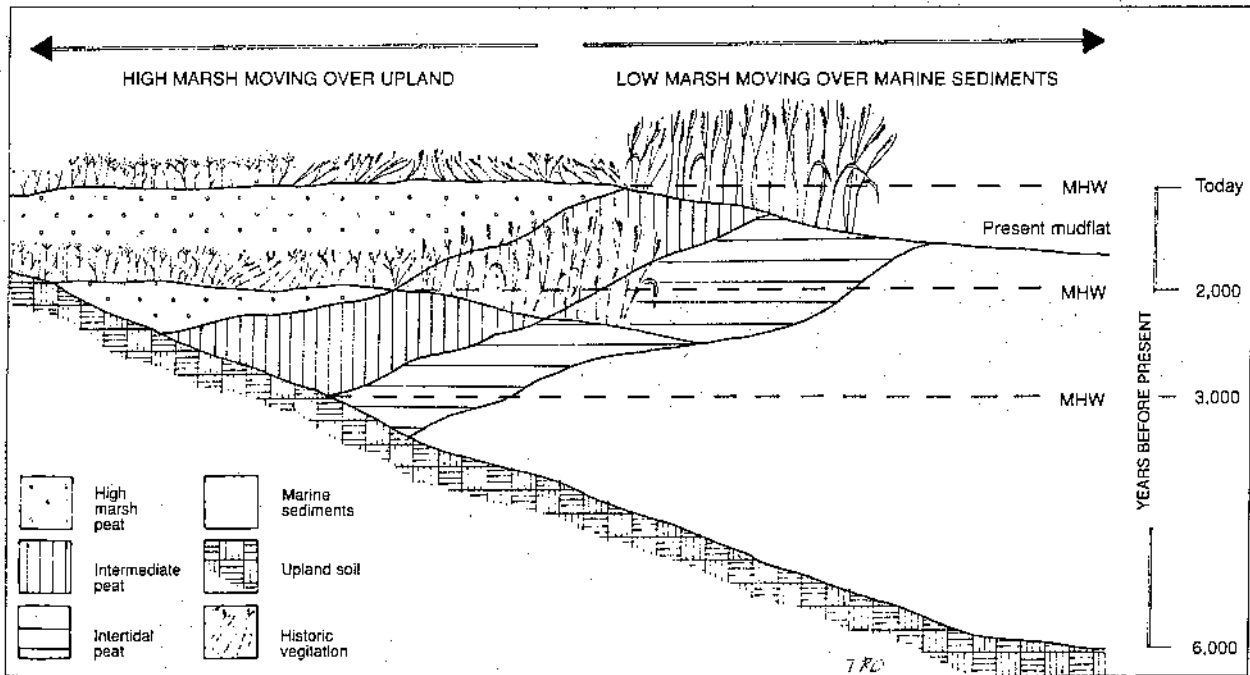 HIGH MARSH MOVING OVER UPLAND
LOW MARSH MOVING OVER MARINE SEDIMENTS
MHW
Today
Present mudflat
MHW
2,000
MHW
3,000
YEARS BEFORE PRESENT
6,000
High
marsh
peat
Marine
sediments
Intermediate
peat
Upland soil
Intertidal
peat
Historic
vegitation